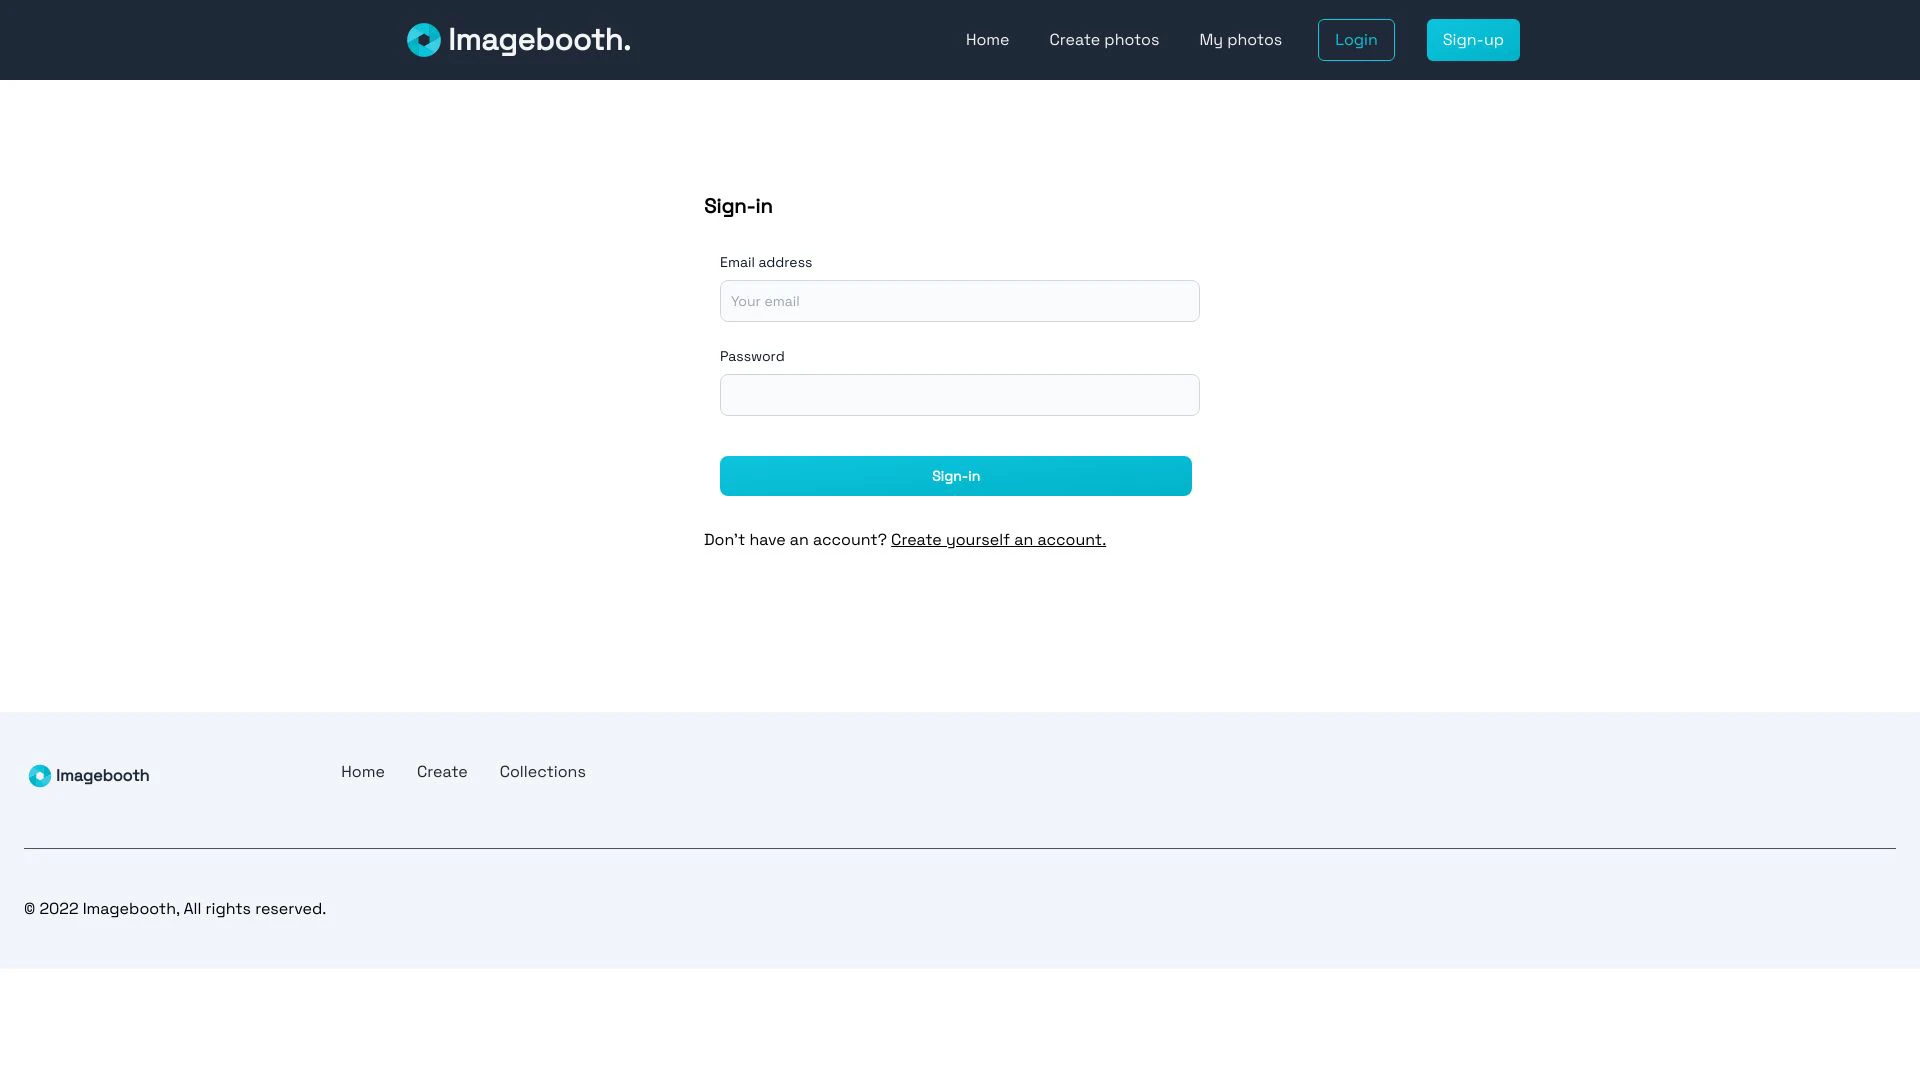 Imagebooth.
Home
Create photos
My photos
Login
Sign-up
Sign-in
Email address
Your email
Password
Sign-in
Don't have an account? Create yourself an account.
Imagebooth
Home
Create
Collections
© 2022 Imagebooth, All rights reserved.